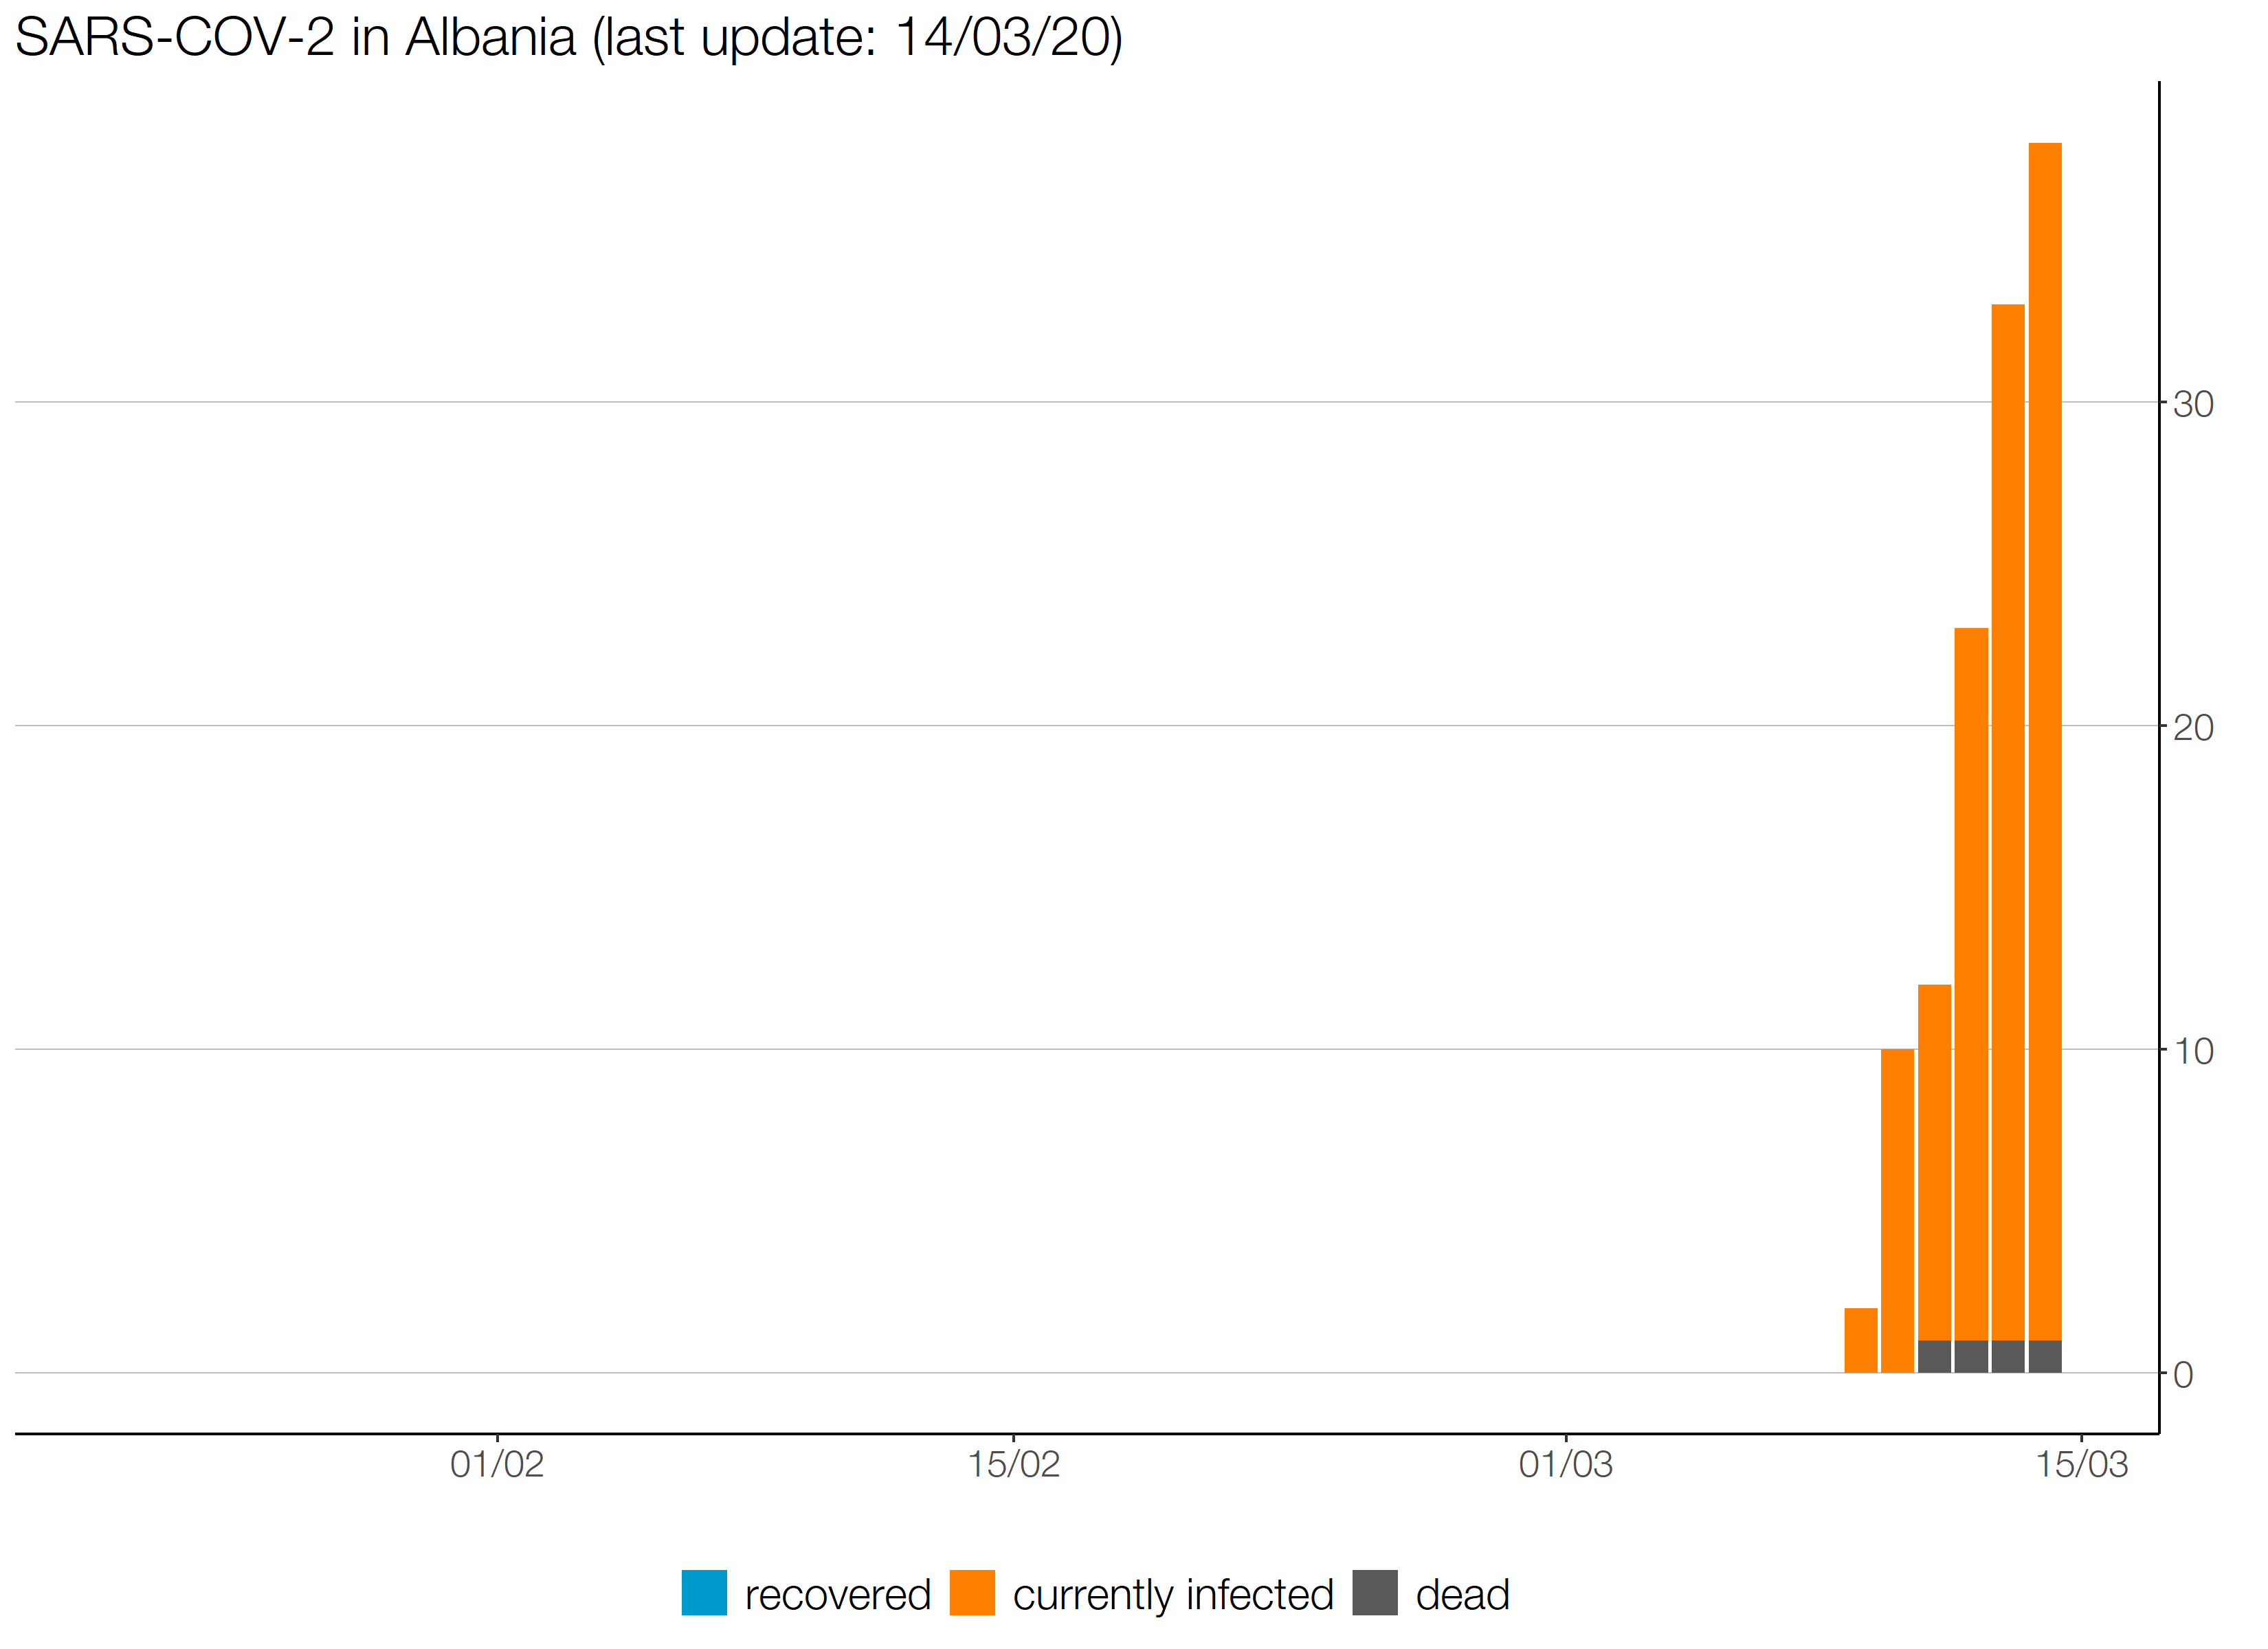 SARS-COV-2 in Albania (last update: 14/03/20)
30
20
10
0
01/02 15/02 01/03 15/03
recovered currently infected dead